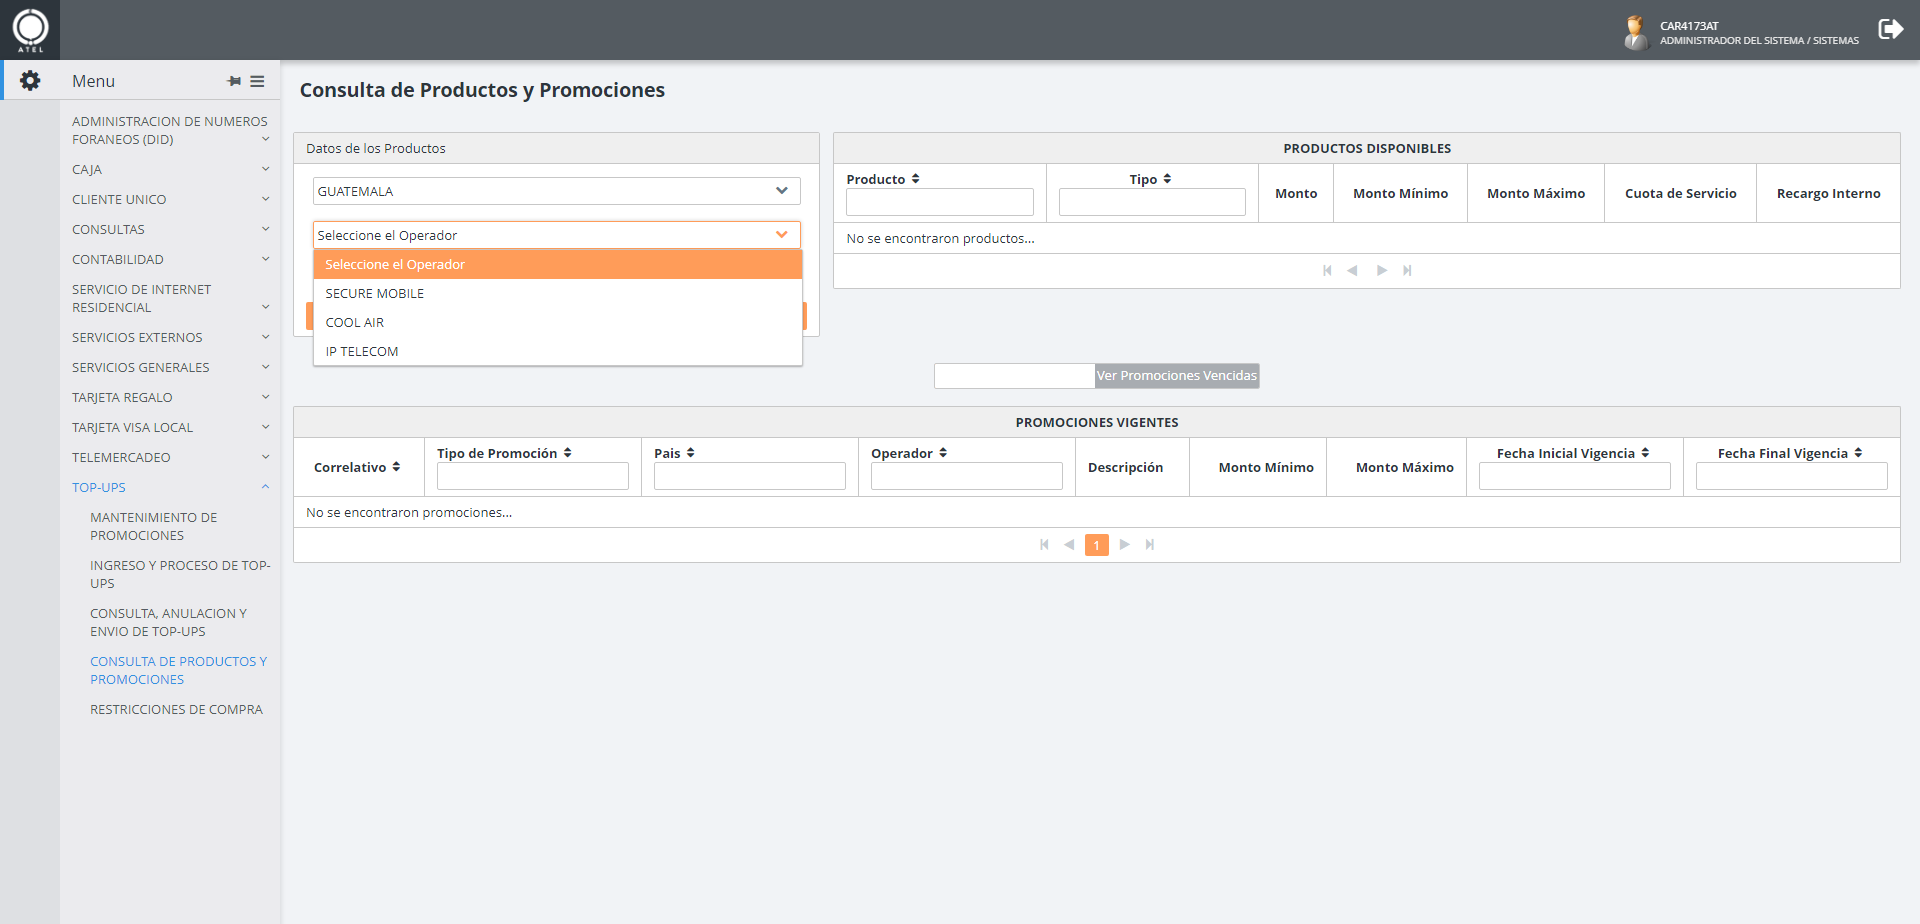 ATEL
CAR4173AT
ADMINISTRADOR DEL SISTEMA / SISTEMAS
Menu
ADMINISTRACION DE NUMEROS
FORANEOS (DID)
CAJA
CLIENTE UNICO
CONSULTAS
CONTABILIDAD
SERVICIO DE INTERNET
RESIDENCIAL
SERVICIOS EXTERNOS
SERVICIOS GENERALES
TARJETA REGALO
TARJETA VISA LOCAL
TELEMERCADEO
TOP-UPS
MANTENIMIENTO DE
PROMOCIONES
INGRESO Y PROCESO DE TOP-
UPS
CONSULTA, ANULACION Y
ENVIO DE TOP-UPS
CONSULTA DE PRODUCTOS Y
PROMOCIONES
RESTRICCIONES DE COMPRA
Consulta de Productos y Promociones
Datos de los Productos
GUATEMALA
Seleccione el Operador
Seleccione el Operador
SECURE MOBILE
COOL AIR
IP TELECOM
PRODUCTOS DISPONIBLES
Producto Tipo Monto Monto Mínimo Monto Máximo Cuota de Servicio Recargo Interno
No se encontraron productos...
Ver Promociones Vencidas
PROMOCIONES VIGENTES
Correlativo Tipo de Promoción Pais Operador Descripción Monto Mínimo Monto Máximo Fecha Inicial Vigencia Fecha Final Vigencia
No se encontraron promociones...
1